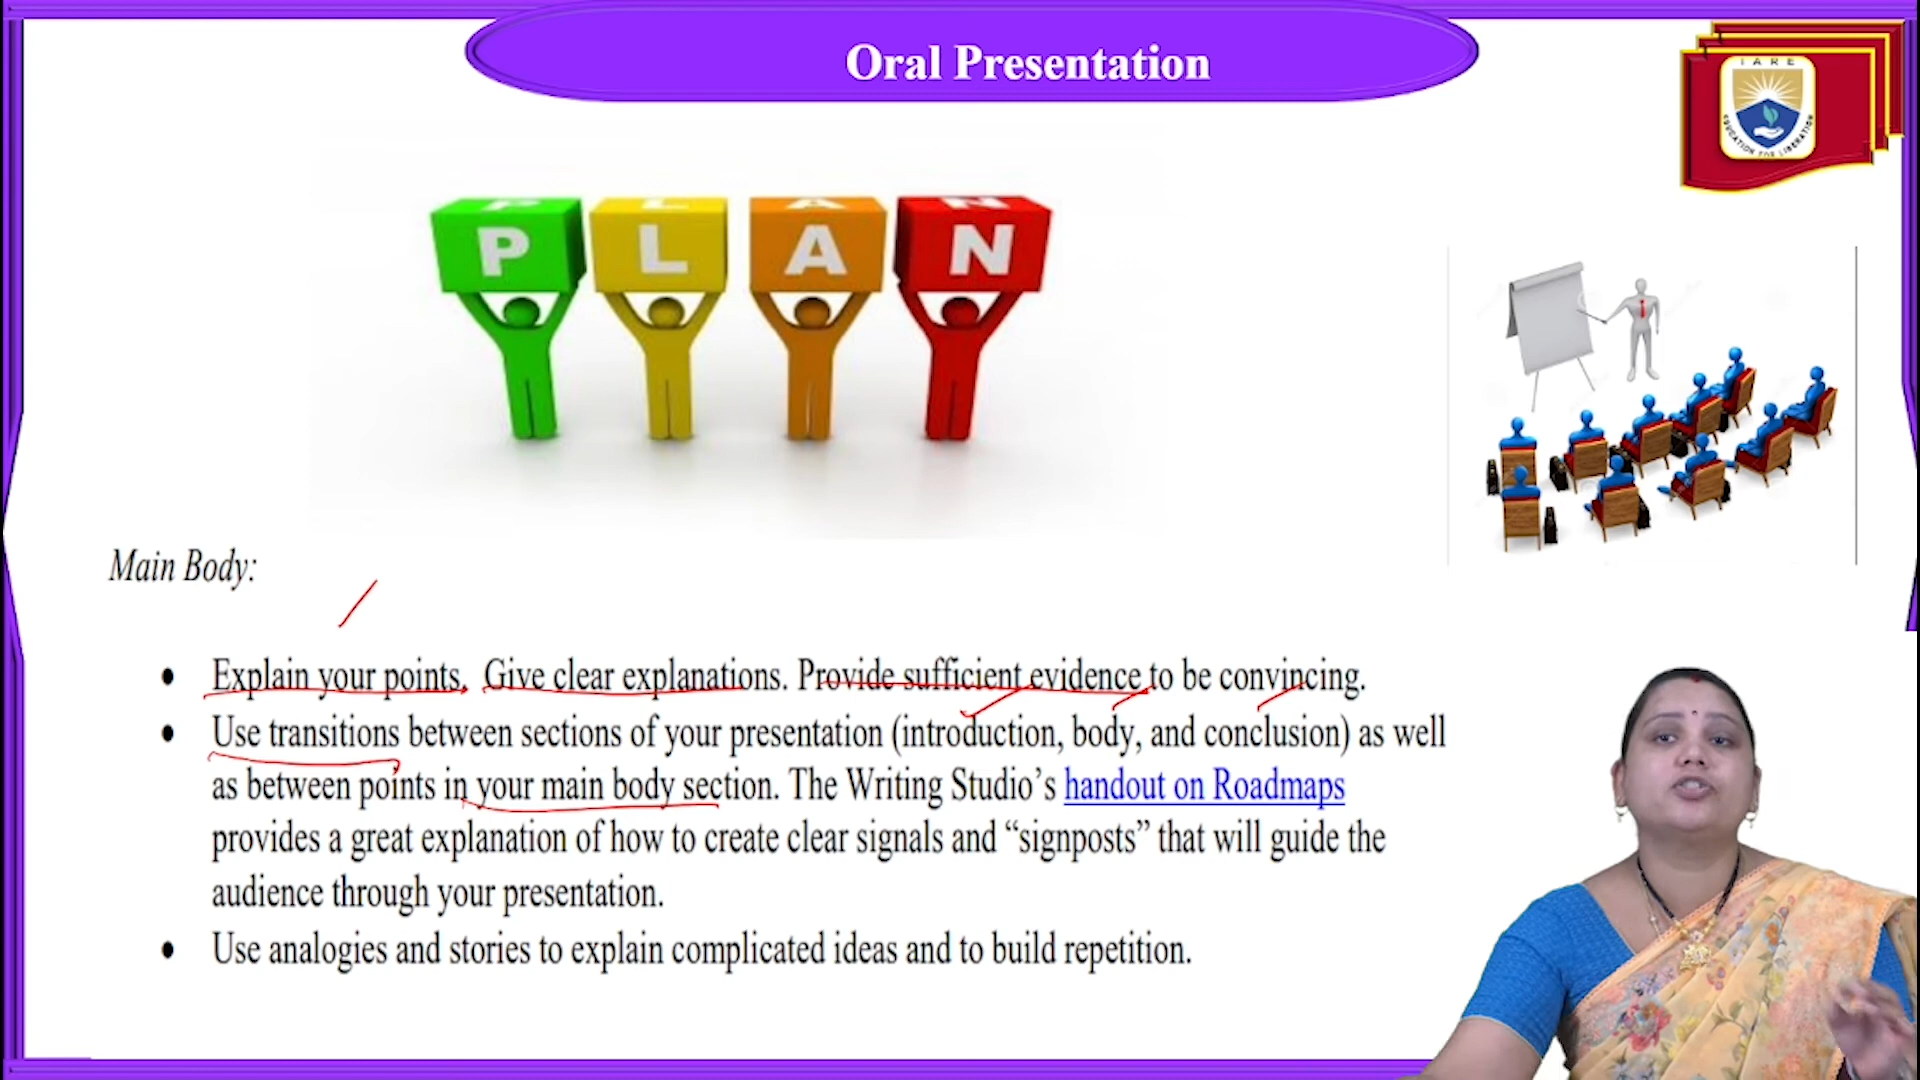 Oral Presentation
I A R E
EDUCATION FOR LIBERATION
P L A N
P L A N
Main Body:
• Explain your points. Give clear explanations. Provide sufficient evidence to be convincing.
• Use transitions between sections of your presentation (introduction, body, and conclusion) as well
as between points in your main body section. The Writing Studio’s handout on Roadmaps
provides a great explanation of how to create clear signals and “signposts” that will guide the
audience through your presentation.
• Use analogies and stories to explain complicated ideas and to build repetition.